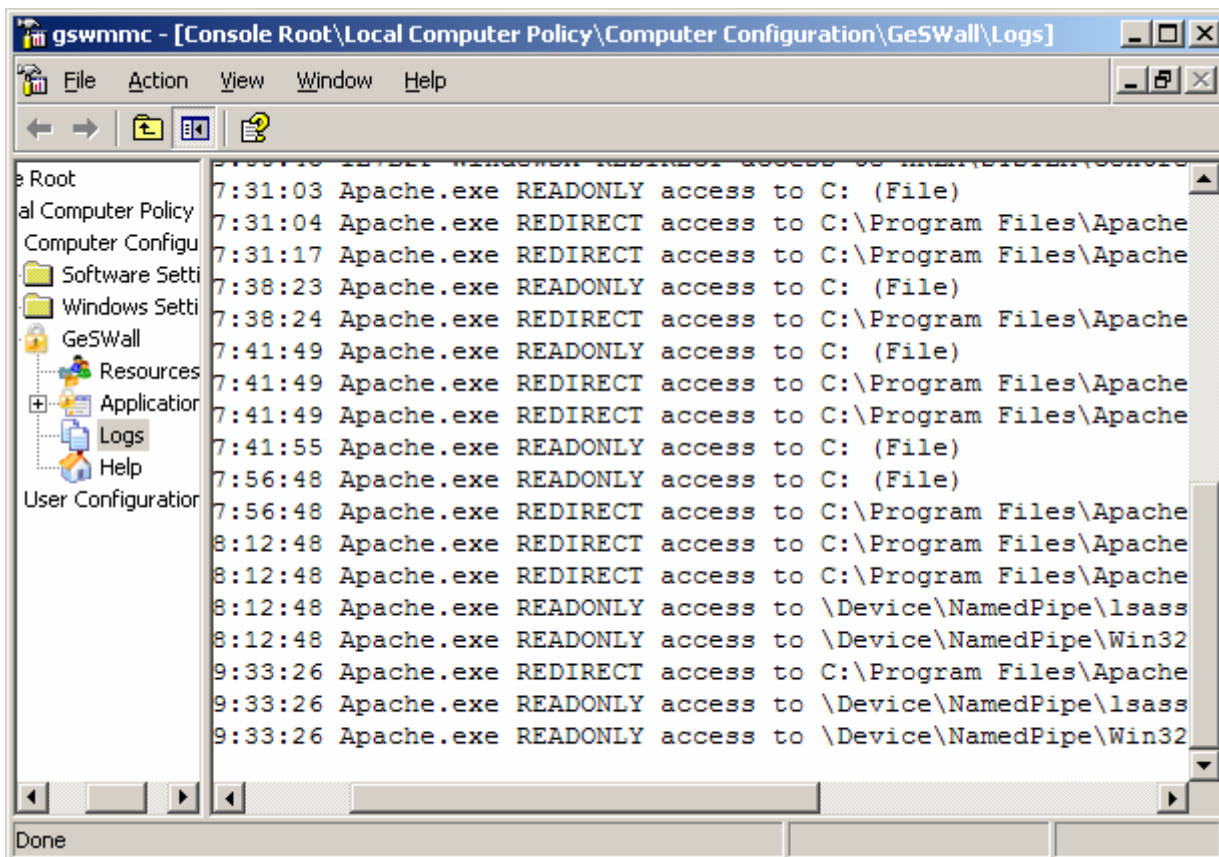 gswmmc - [Console Root\Local Computer Policy\Computer Configuration\GeSWall\Logs]
File Action View Window Help
e Root
al Computer Policy
Computer Configu
Software Setti
Windows Setti
GeSWall
Resources
Application
Logs
Help
User Configuration
REDIRECT access to
7:31:03 Apache.exe READONLY access to C: (File)
7:31:04 Apache.exe REDIRECT access to C:\Program Files\Apache
7:31:17 Apache.exe REDIRECT access to C:\Program Files\Apache
7:38:23 Apache.exe READONLY access to C: (File)
7:38:24 Apache.exe REDIRECT access to C:\Program Files\Apache
7:41:49 Apache.exe READONLY access to C: (File)
7:41:49 Apache.exe REDIRECT access to C:\Program Files\Apache
7:41:49 Apache.exe REDIRECT access to C:\Program Files\Apache
7:41:55 Apache.exe READONLY access to C: (File)
7:56:48 Apache.exe READONLY access to C: (File)
7:56:48 Apache.exe REDIRECT access to C:\Program Files\Apache
8:12:48 Apache.exe REDIRECT access to C:\Program Files\Apache
8:12:48 Apache.exe REDIRECT access to C:\Program Files\Apache
8:12:48 Apache.exe READONLY access to \Device\NamedPipe\lsass
8:12:48 Apache.exe READONLY access to \Device\NamedPipe\Win32
9:33:26 Apache.exe REDIRECT access to C:\Program Files\Apache
9:33:26 Apache.exe READONLY access to \Device\NamedPipe\lsass
9:33:26 Apache.exe READONLY access to \Device\NamedPipe\Win32
Done